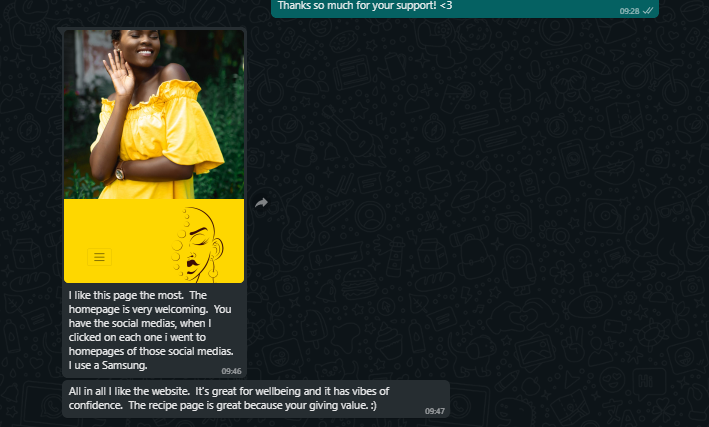 Thanks so much for your support! <3
09:28
I like this page the most.  The
homepage is very welcoming.  You
have the social medias, when I
clicked on each one i went to
homepages of those social medias.
I use a Samsung.
09:46
All in all I like the website.  It's great for wellbeing and it has vibes of
confidence.  The recipe page is great because your giving value. :)
09:47